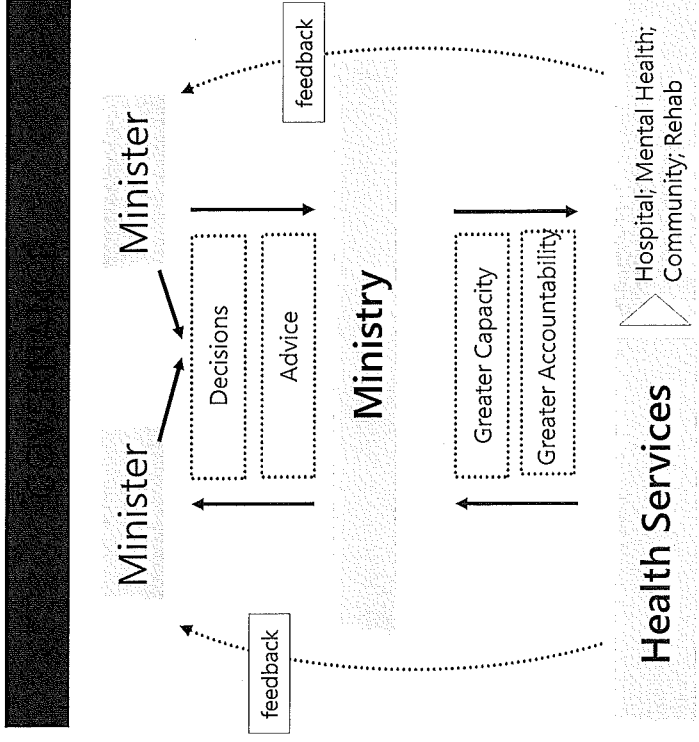 Minister
Minister
feedback
feedback
Decisions
Advice
Ministry
Greater Capacity
Greater Accountability
Health Services
Hospital; Mental Health;
Community; Rehab